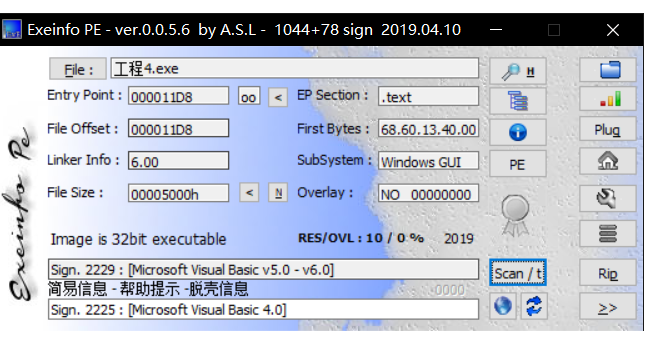 Exeinfo PE - ver.0.0.5.6 by A.S.L - 1044+78 sign 2019.04.10
File : 工程4.exe H
Entry Point : 000011D8 oo < EP Section : .text
File Offset : 000011D8 First Bytes : 68.60.13.40.00 Plug
Linker Info : 6.00 SubSystem : Windows GUI PE
File Size : 00005000h < N Overlay : NO 00000000
Image is 32bit executable RES/OVL : 10 / 0 % 2019
Sign. 2229 : [Microsoft Visual Basic v5.0 - v6.0] Scan / t Rip
简易信息 - 帮助提示 -脱壳信息 0000
Sign. 2225 : [Microsoft Visual Basic 4.0] >>
Exeinfo Pe